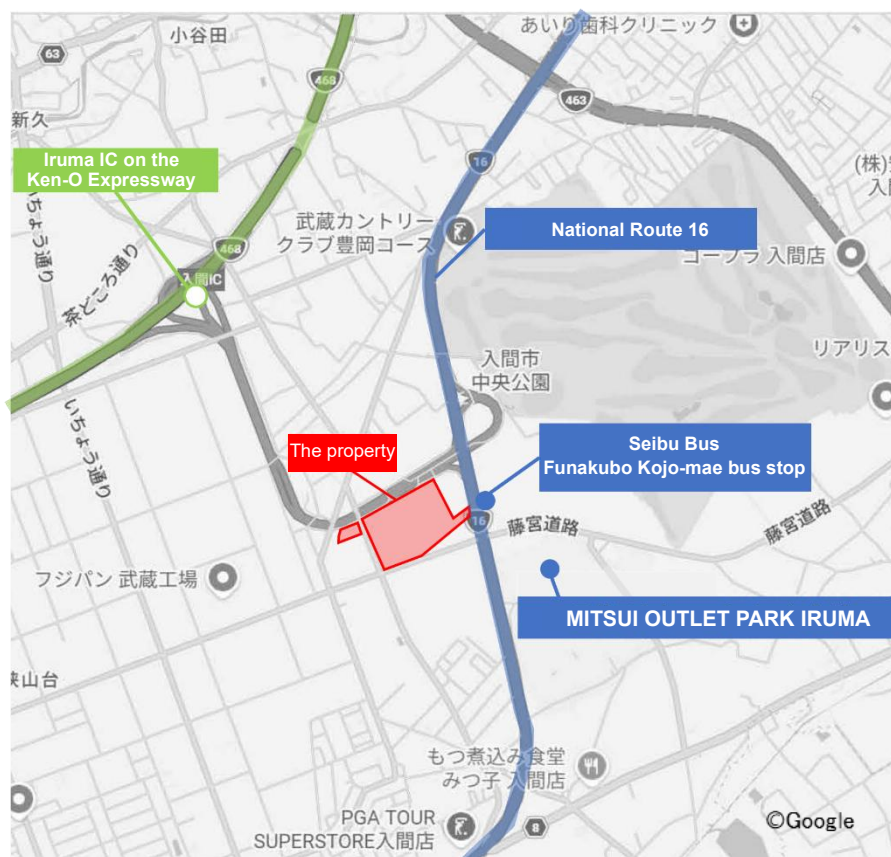 小谷田
あいり歯科クリニック
63
468
463
新久
Iruma IC on the
Ken-O Expressway
16
いちょう通り
武蔵カントリー
クラブ豊岡コース
National Route 16
468
入間IC
茶どころ通り
コープラ 入間店
入間市
中央公園
リアリス
いちょう通り
The property
Seibu Bus
Funakubo Kojo-mae bus stop
16
藤宮道路
藤宮道路
フジパン 武蔵工場
MITSUI OUTLET PARK IRUMA
狭山台
もつ煮込み食堂
みつ子 入間店
PGA TOUR
SUPERSTORE入間店
8
©Google